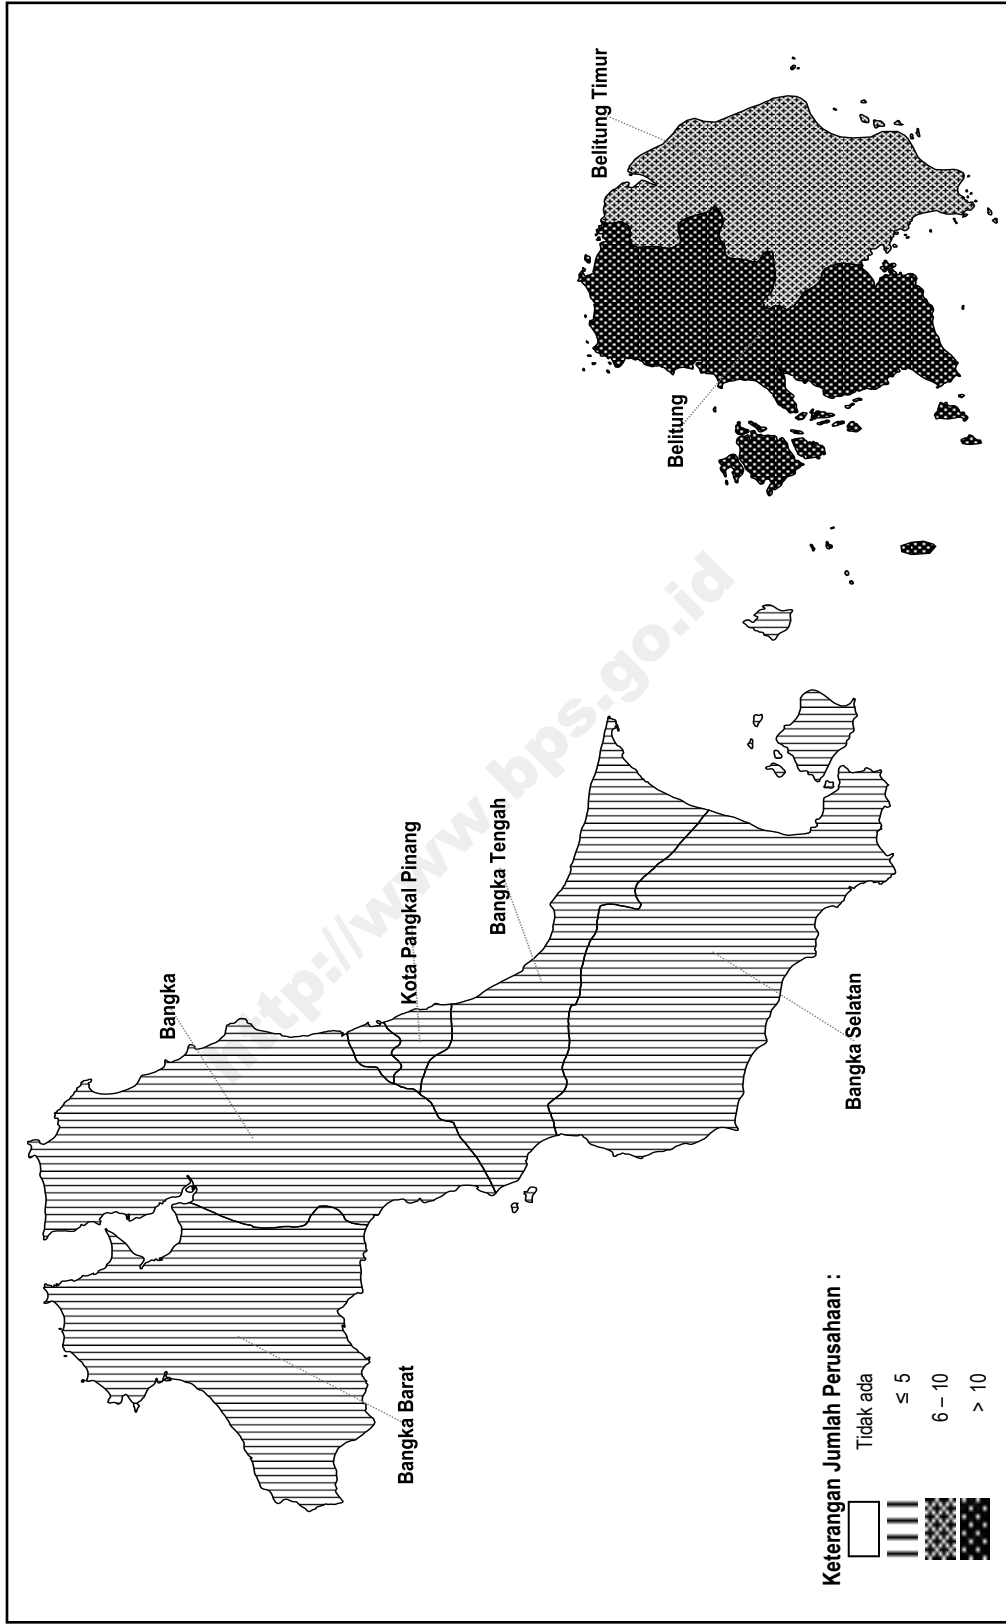 Belitung Timur
Belitung
Bangka
Kota Pangkal Pinang
Bangka Tengah
Bangka Selatan
Bangka Barat
http://www.bps.go.id
Keterangan Jumlah Perusahaan :
Tidak ada
≤ 5
6 – 10
> 10